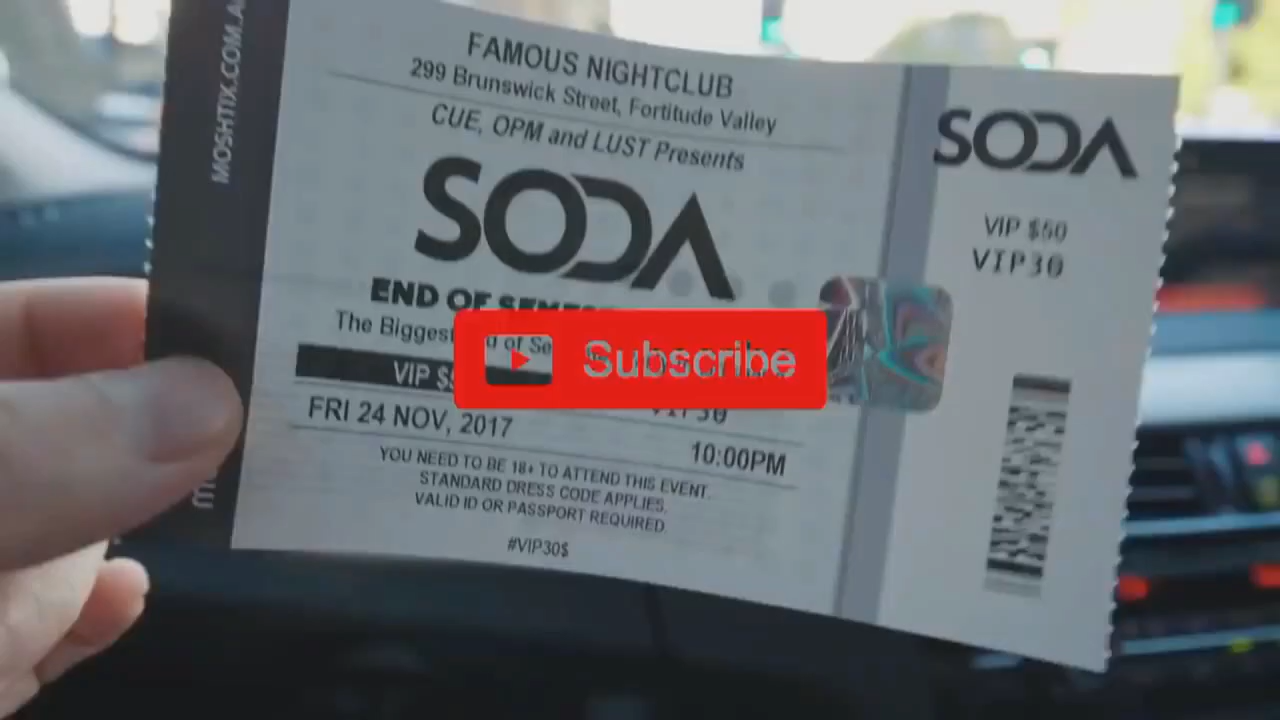 MOSHTIX.COM.A
FAMOUS NIGHTCLUB
299 Brunswick Street, Fortitude Valley
CUE, OPM and LUST Presents
SODA
END OF
The Biggest
VIP
VIP30
FRI 24 NOV, 2017
10:00PM
YOU NEED TO BE 18+ TO ATTEND THIS EVENT.
STANDARD DRESS CODE APPLIES.
VALID ID OR PASSPORT REQUIRED.
#VIP30$
SODA
VIP $50
VIP30
Subscribe